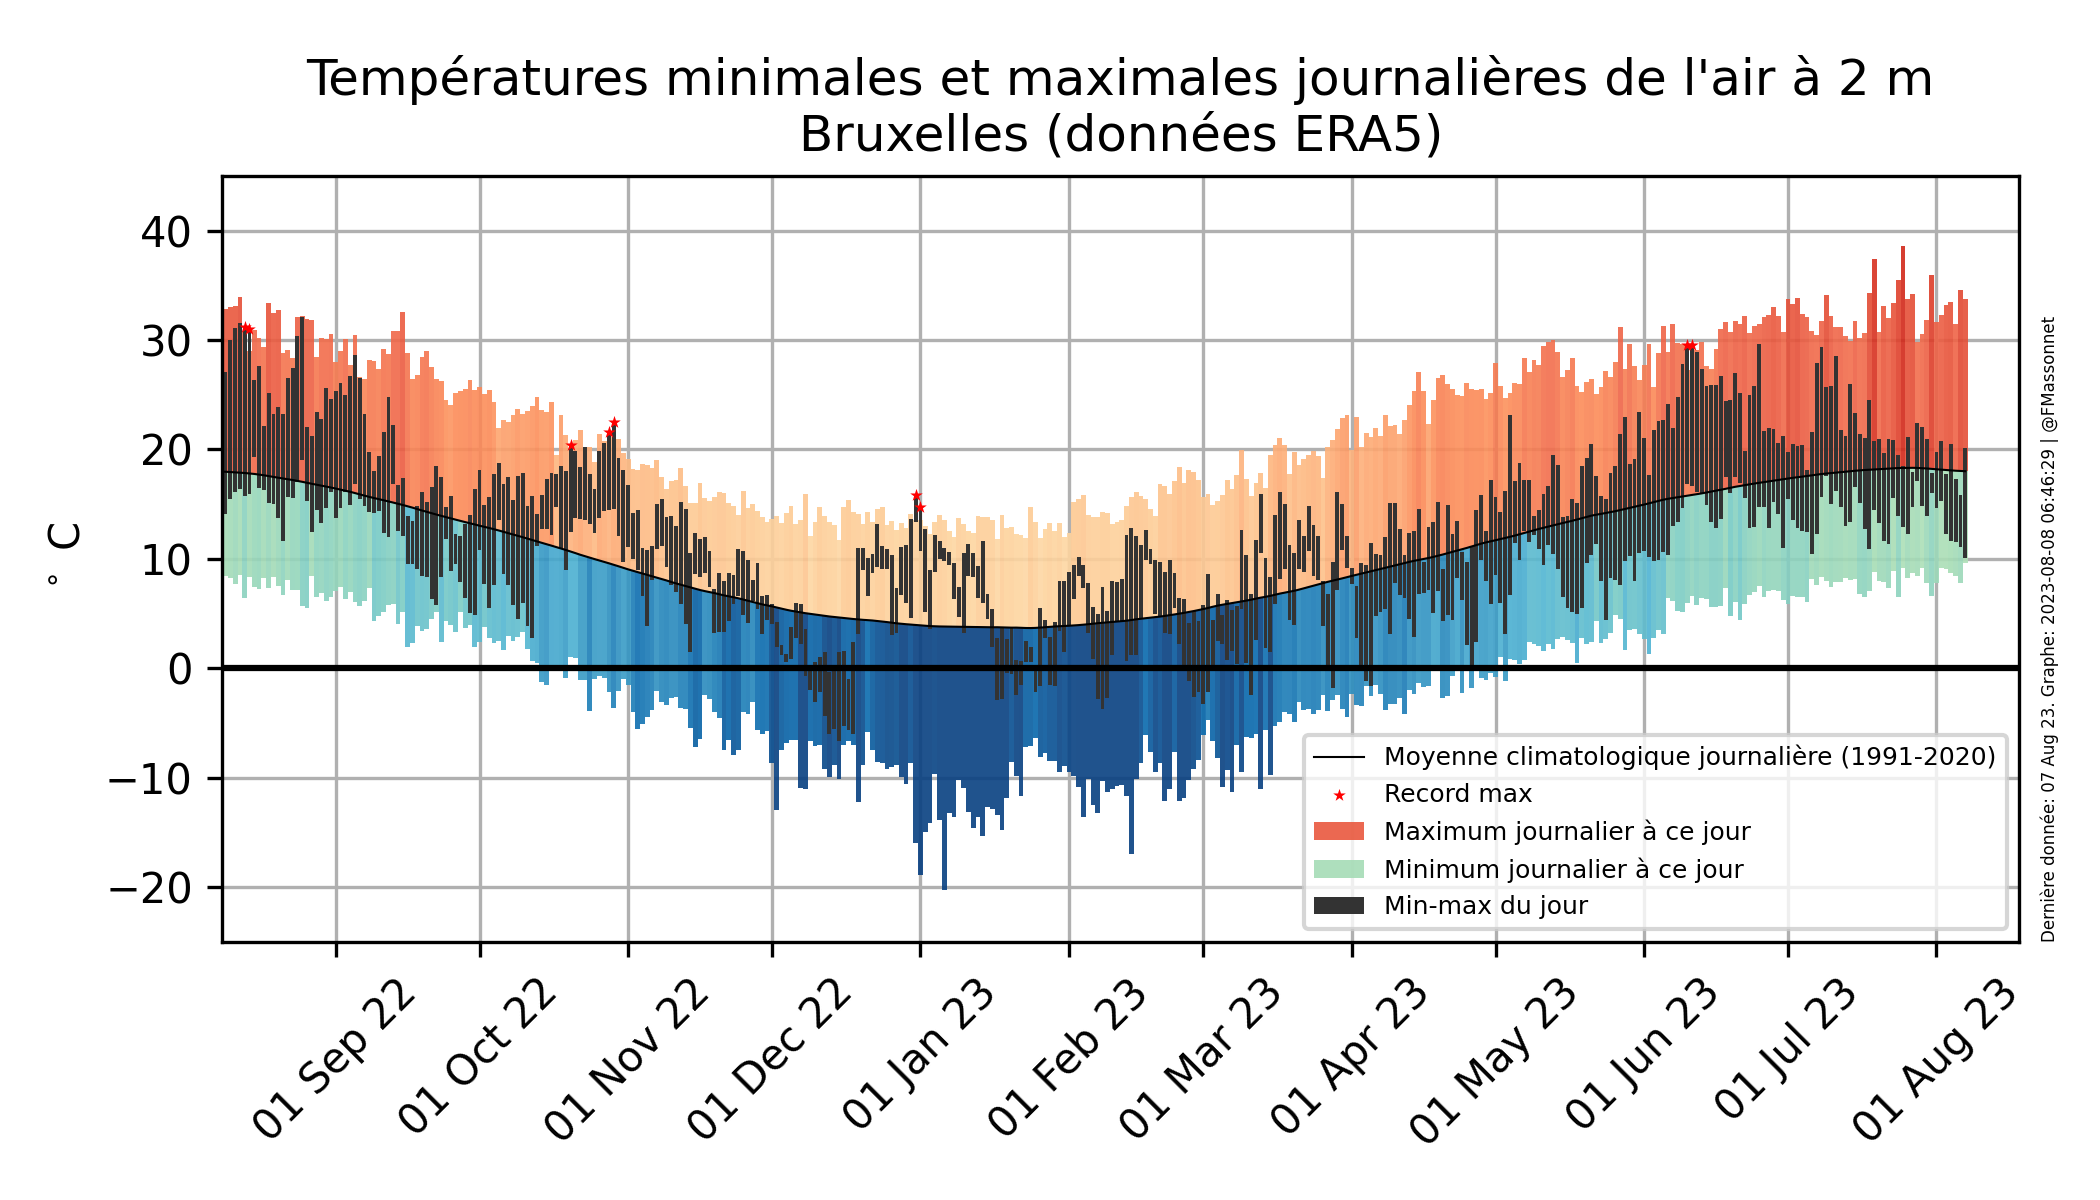 Températures minimales et maximales journalières de l'air à 2 m
Bruxelles (données ERA5)
° C
40
30
20
10
0
−10
−20
01 Sep 22
01 Oct 22
01 Nov 22
01 Dec 22
01 Jan 23
01 Feb 23
01 Mar 23
01 Apr 23
01 May 23
01 Jun 23
01 Jul 23
01 Aug 23
Moyenne climatologique journalière (1991-2020)
Record max
Maximum journalier à ce jour
Minimum journalier à ce jour
Min-max du jour
Dernière donnée: 07 Aug 23. Graphe: 2023-08-08 06:46:29 | @FMassonnet